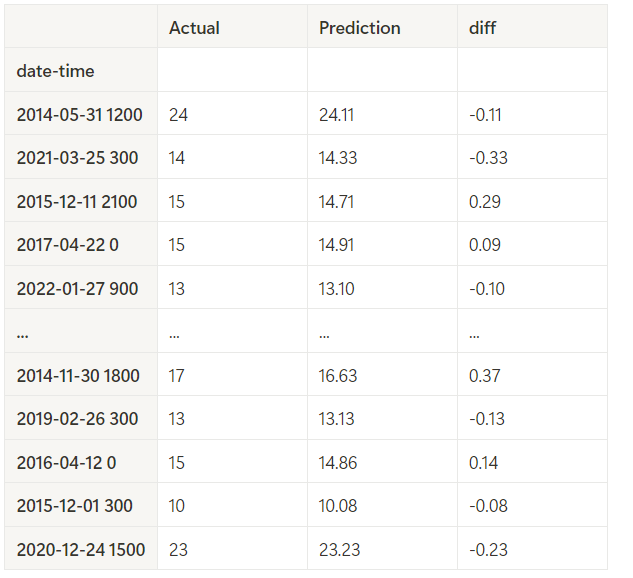 Actual Prediction diff
date-time
2014-05-31 1200 24 24.11 -0.11
2021-03-25 300 14 14.33 -0.33
2015-12-11 2100 15 14.71 0.29
2017-04-22 0 15 14.91 0.09
2022-01-27 900 13 13.10 -0.10
... ... ... ...
2014-11-30 1800 17 16.63 0.37
2019-02-26 300 13 13.13 -0.13
2016-04-12 0 15 14.86 0.14
2015-12-01 300 10 10.08 -0.08
2020-12-24 1500 23 23.23 -0.23